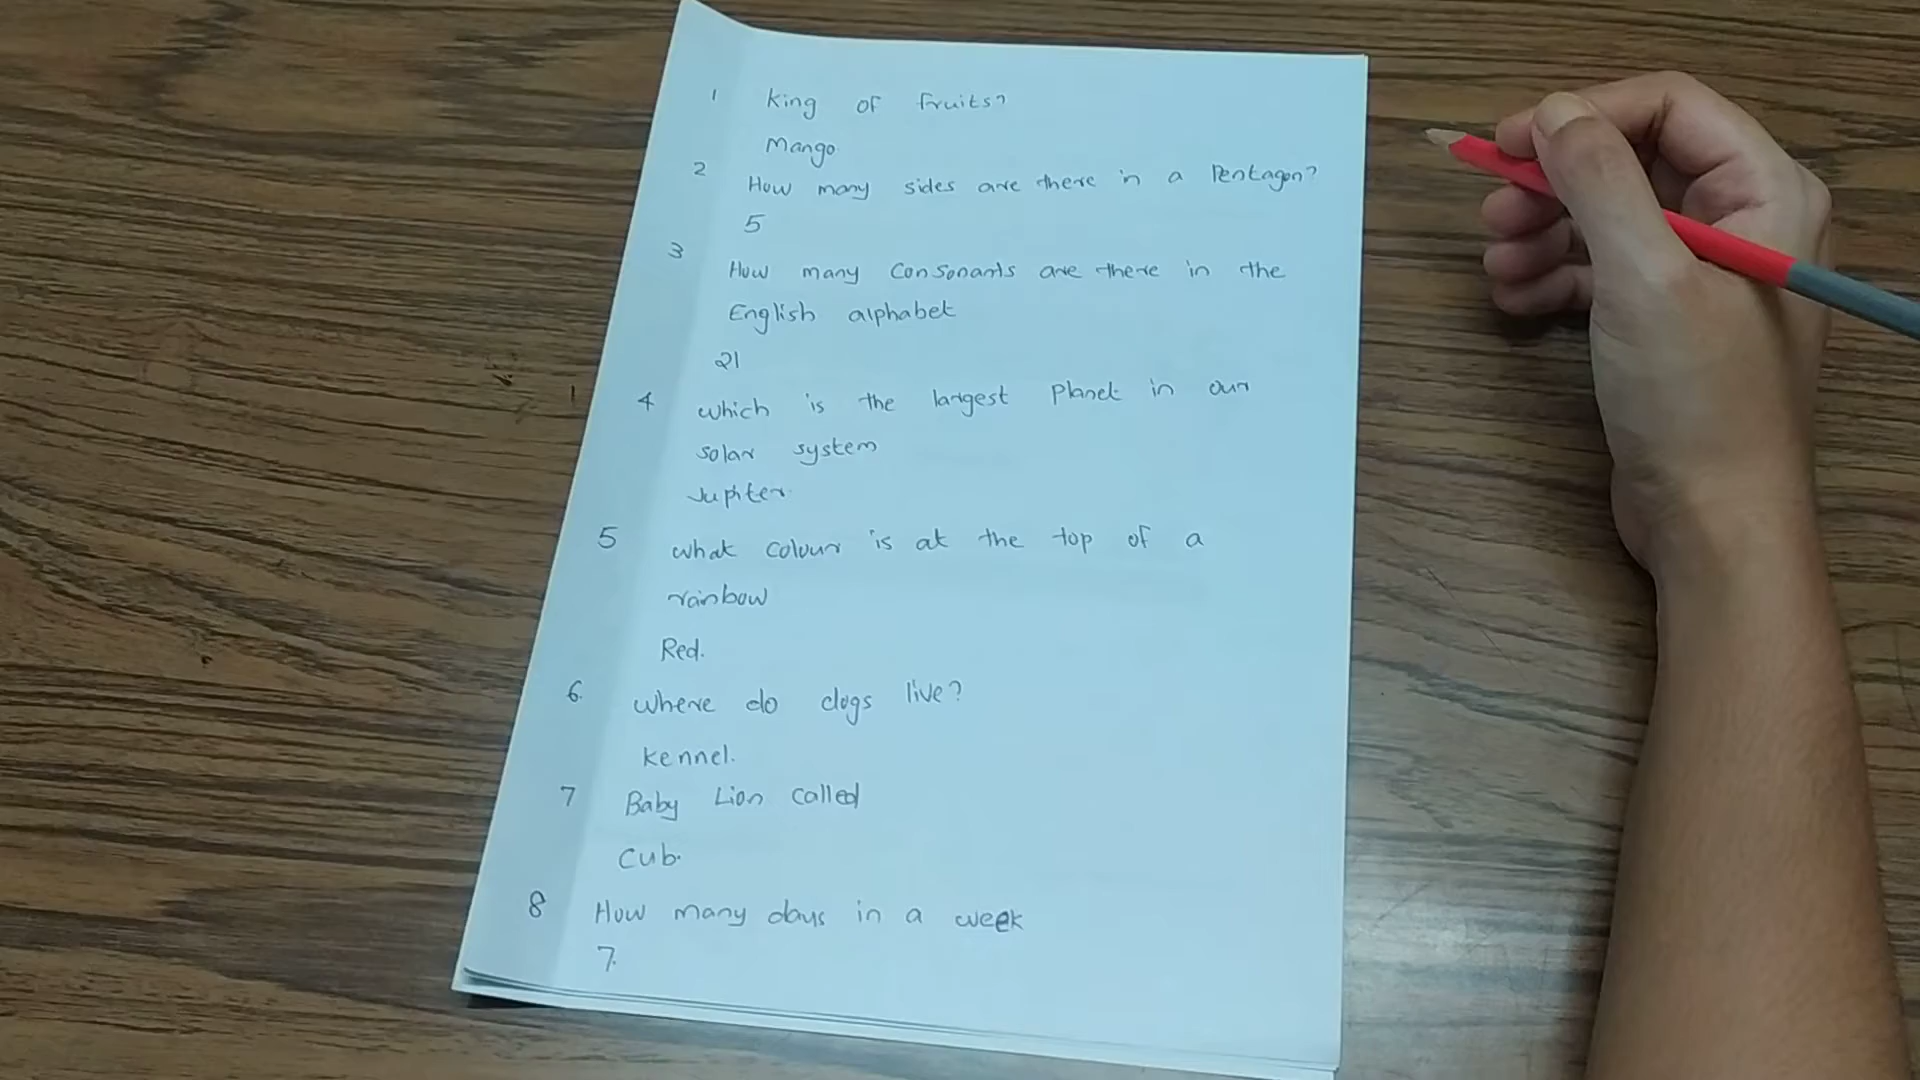 1 King of fruits?
Mango.
2 How many sides are there in a Pentagon?
5
3 How many Consonants are there in the
English alphabet
21
4 which is the largest planet in our
solar system
Jupiter.
5 what colour is at the top of a
rainbow
Red.
6. where do dogs live?
kennel.
7 Baby Lion called
Cub.
8 How many days in a week
7.